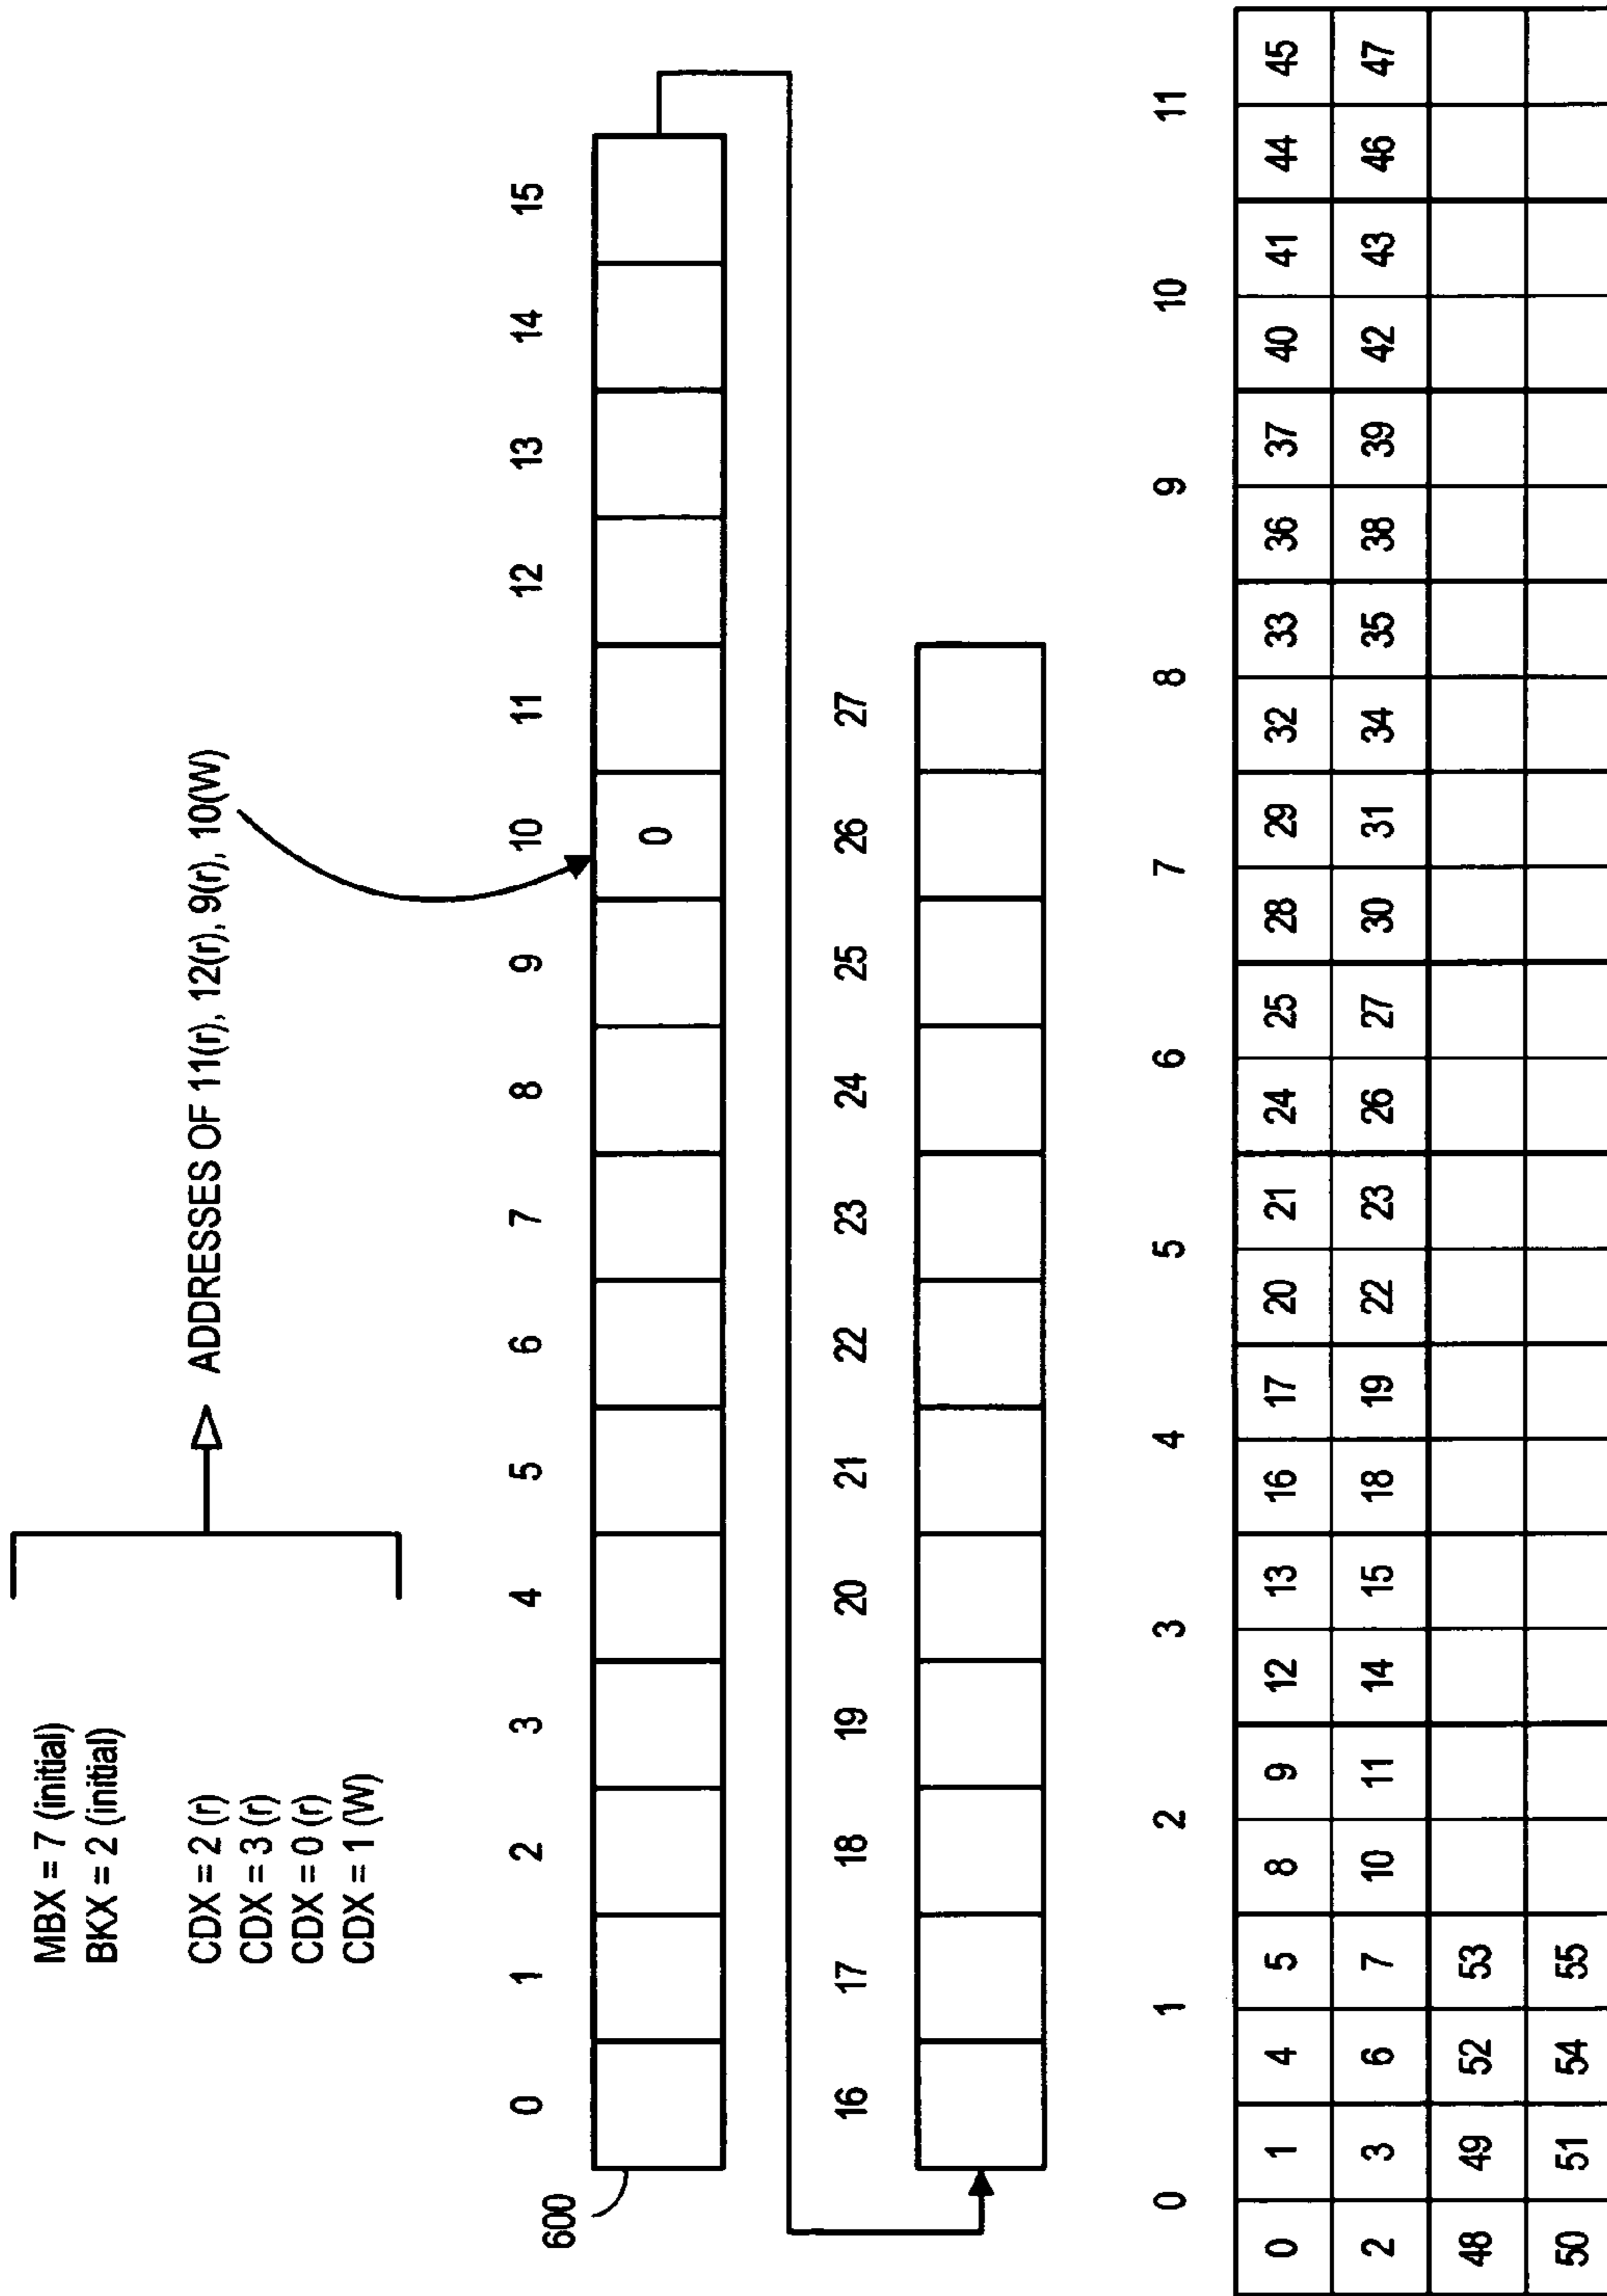 MBX = 7 (initial)
BKX = 2 (initial)
CDX = 2 (r)
CDX = 3 (r)
CDX = 0 (r)
CDX = 1 (W)
ADDRESSES OF 11(r), 12(r), 9(r), 10(W)
0 1 2 3 4 5 6 7 8 9 10 11 12 13 14 15
600
0
16 17 18 19 20 21 22 23 24 25 26 27
0 1 2 3 4 5 6 7 8 9 10 11
0 1 4 5 8 9 12 13 16 17 20 21 24 25 28 29 32 33 36 37 40 41 44 45
2 3 6 7 10 11 14 15 18 19 22 23 26 27 30 31 34 35 38 39 42 43 46 47
48 49 52 53
50 51 54 55